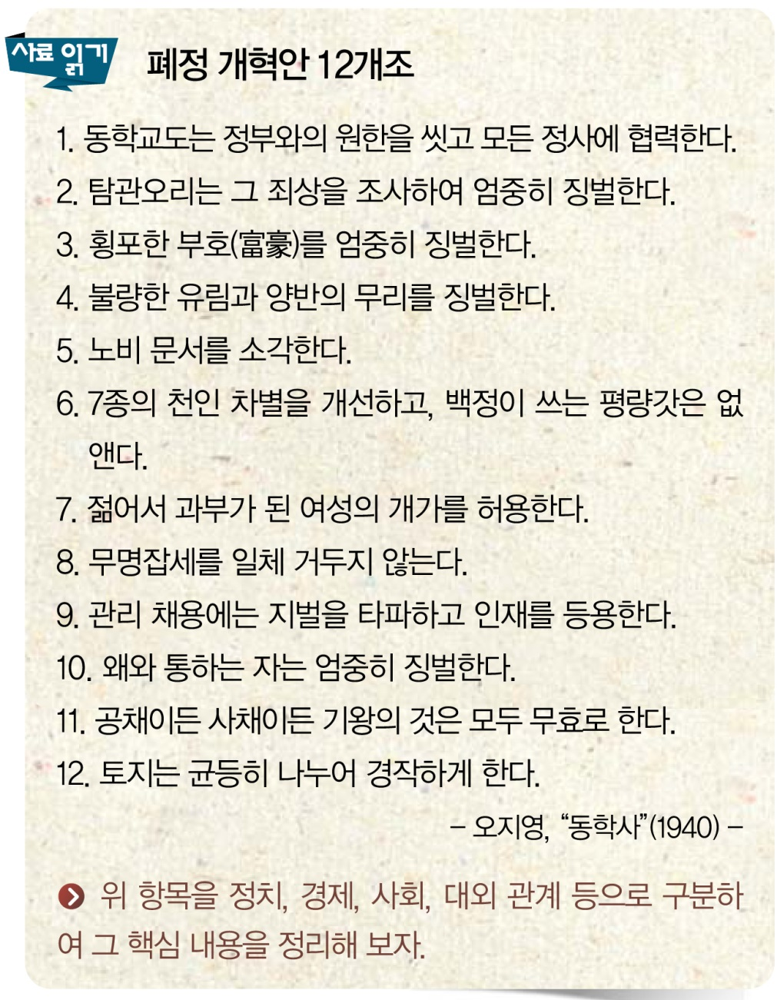 사료 읽기
폐정 개혁안 12개조
1. 동학교도는 정부와의 원한을 씻고 모든 정사에 협력한다.
2. 탐관오리는 그 죄상을 조사하여 엄중히 징벌한다.
3. 횡포한 부호(富豪)를 엄중히 징벌한다.
4. 불량한 유림과 양반의 무리를 징벌한다.
5. 노비 문서를 소각한다.
6. 7종의 천인 차별을 개선하고, 백정이 쓰는 평량갓은 없
앤다.
7. 젊어서 과부가 된 여성의 개가를 허용한다.
8. 무명잡세를 일체 거두지 않는다.
9. 관리 채용에는 지벌을 타파하고 인재를 등용한다.
10. 왜와 통하는 자는 엄중히 징벌한다.
11. 공채이든 사채이든 기왕의 것은 모두 무효로 한다.
12. 토지는 균등히 나누어 경작하게 한다.
– 오지영, “동학사”(1940) –
위 항목을 정치, 경제, 사회, 대외 관계 등으로 구분하
여 그 핵심 내용을 정리해 보자.